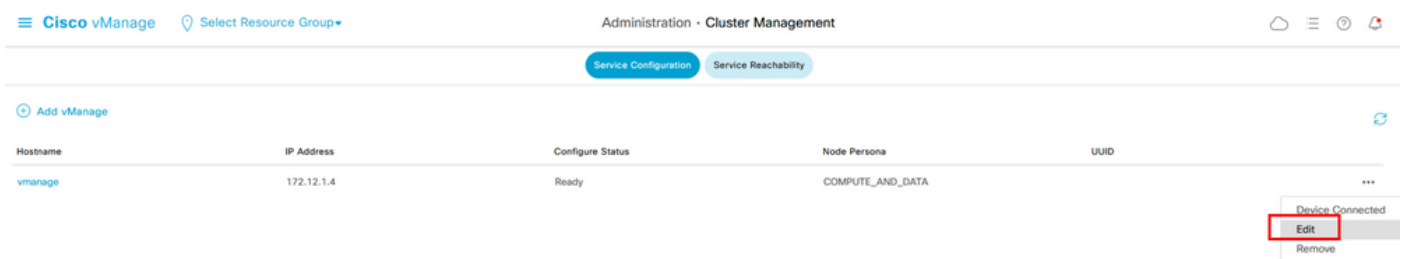 Cisco vManage Select Resource Group▾ Administration · Cluster Management
Service Configuration Service Reachability
Add vManage
Hostname IP Address Configure Status Node Persona UUID
vmanage 172.12.1.4 Ready COMPUTE_AND_DATA ...
Device Connected
Edit
Remove